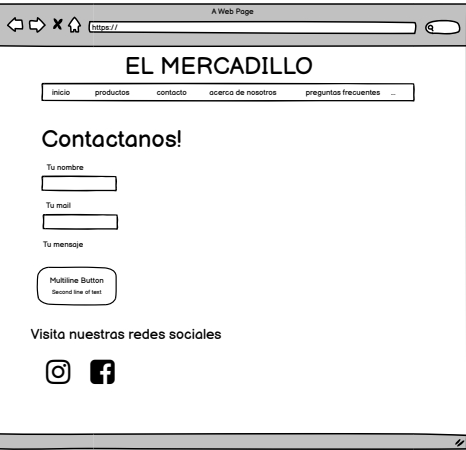 A Web Page
https://
EL MERCADILLO
inicio productos contacto acerca de nosotros preguntas frecuentes ...
Contactanos!
Tu nombre
Tu mail
Tu mensaje
Multiline Button
Second line of text
Visita nuestras redes sociales